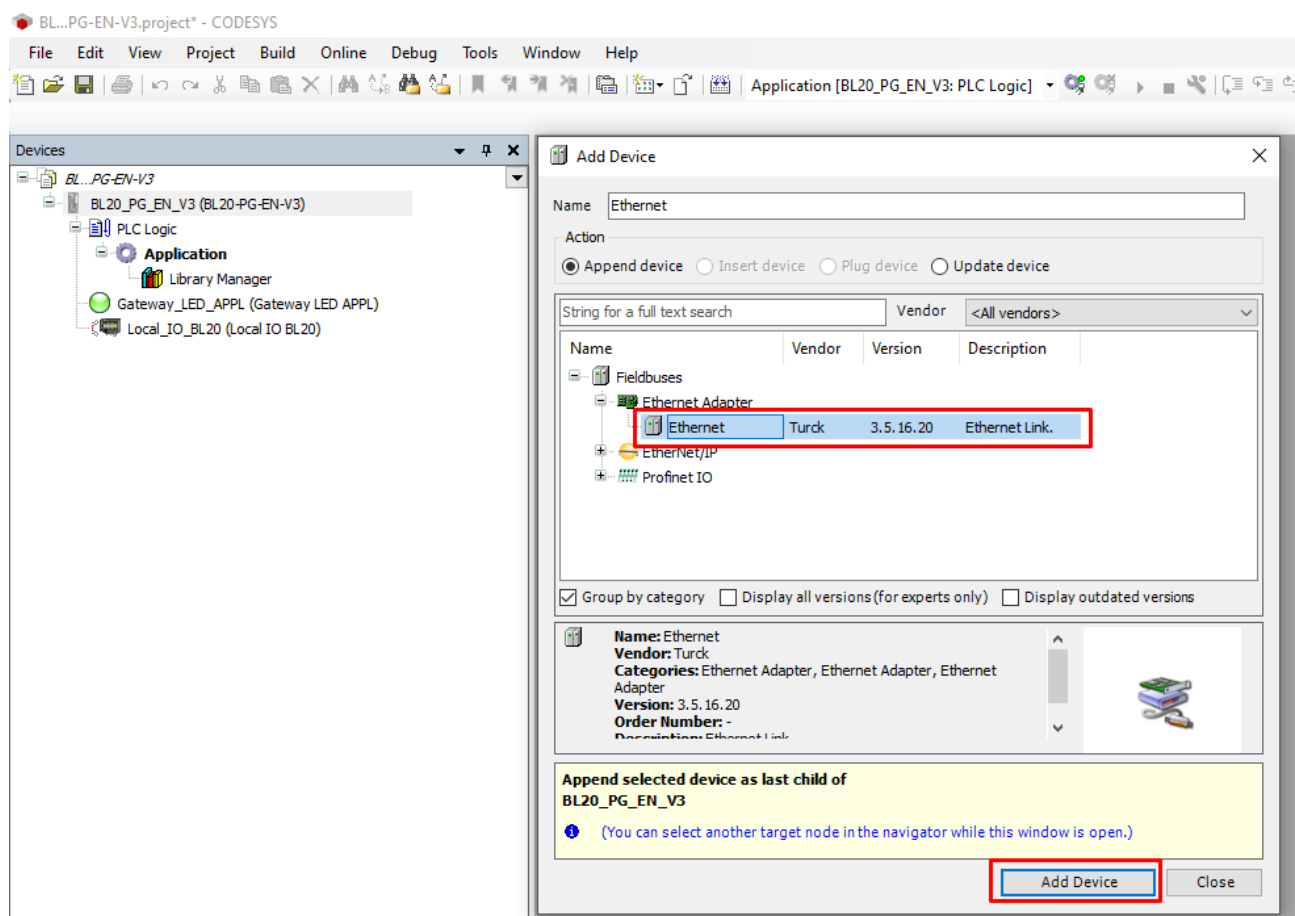 BL...PG-EN-V3.project* - CODESYS
File Edit View Project Build Online Debug Tools Window Help
Application [BL20_PG_EN_V3: PLC Logic]
Devices
BL...PG-EN-V3
BL20_PG_EN_V3 (BL20-PG-EN-V3)
PLC Logic
Application
Library Manager
Gateway_LED_APPL (Gateway LED APPL)
Local_IO_BL20 (Local IO BL20)
Add Device
Name Ethernet
Action
Append device Insert device Plug device Update device
String for a full text search Vendor <All vendors>
Name Vendor Version Description
Fieldbuses
Ethernet Adapter
Ethernet Turck 3.5.16.20 Ethernet Link.
EtherNet/IP
Profinet IO
Group by category Display all versions (for experts only) Display outdated versions
Name: Ethernet
Vendor: Turck
Categories: Ethernet Adapter, Ethernet Adapter, Ethernet
Adapter
Version: 3.5.16.20
Order Number: -
Description: Ethernet Link.
Append selected device as last child of
BL20_PG_EN_V3
(You can select another target node in the navigator while this window is open.)
Add Device Close